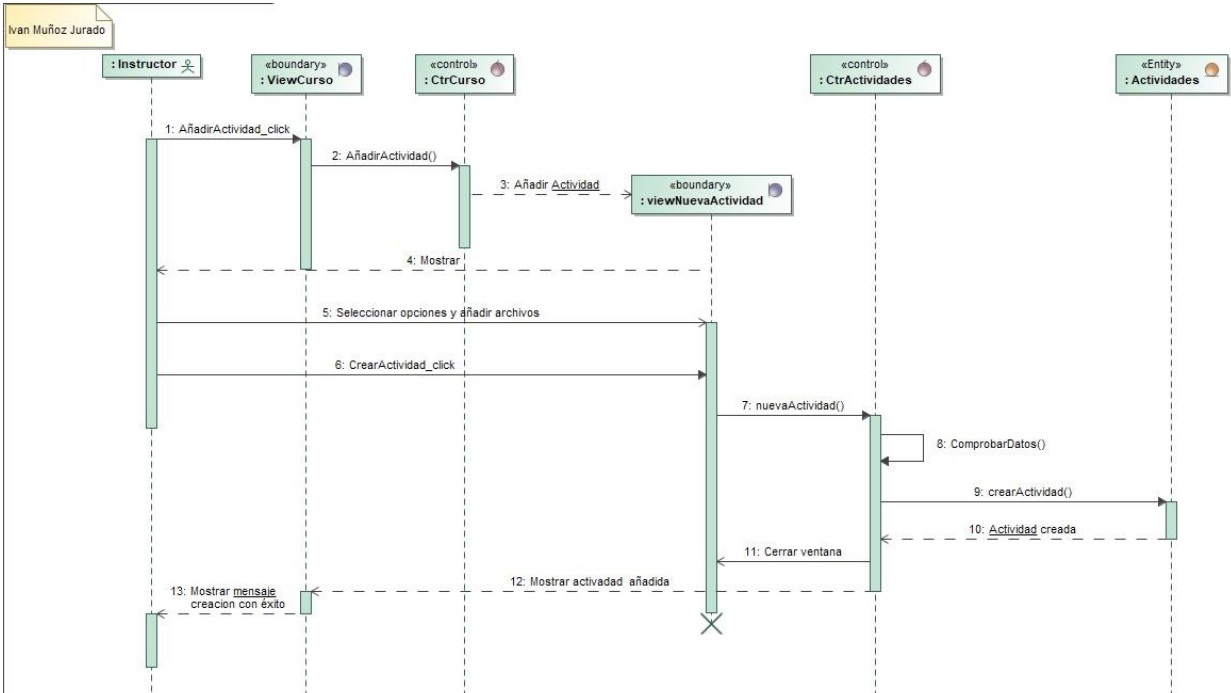 Ivan Muñoz Jurado
: Instructor
«boundary»
: ViewCurso
«control»
: CtrCurso
«control»
: CtrActividades
«Entity»
: Actividades
1: AñadirActividad_click
2: AñadirActividad()
3: Añadir Actividad
«boundary»
: viewNuevaActividad
4: Mostrar
5: Seleccionar opciones y añadir archivos
6: CrearActividad_click
7: nuevaActividad()
8: ComprobarDatos()
9: crearActividad()
10: Actividad creada
11: Cerrar ventana
12: Mostrar activadad añadida
13: Mostrar mensaje
creacion con éxito